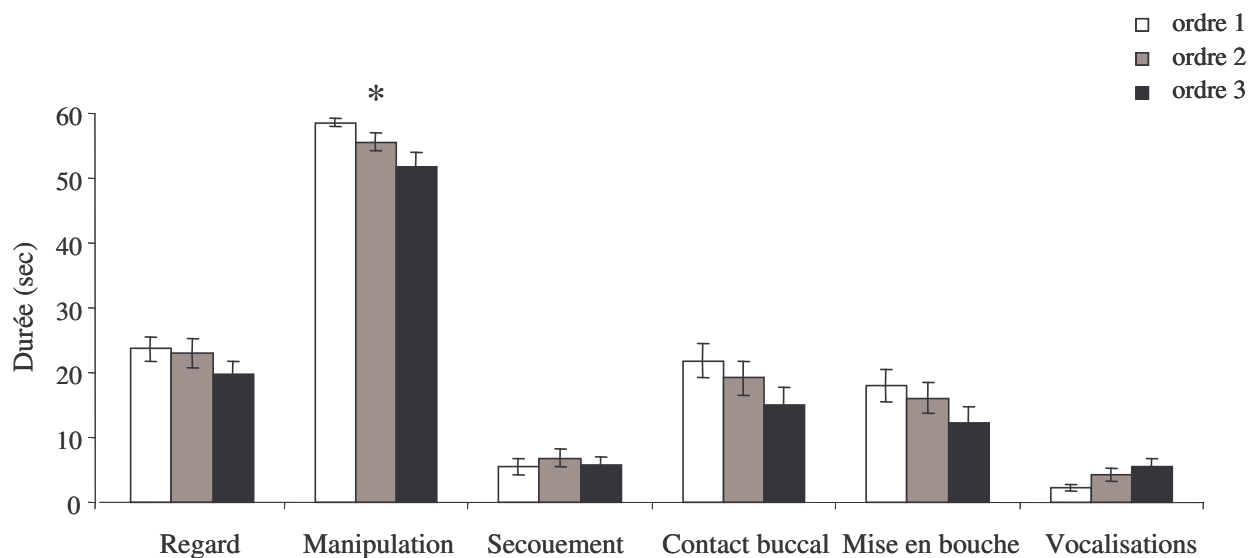 ordre 1
ordre 2
ordre 3
*
60
50
40
30
20
10
0
Durée (sec)
Regard Manipulation Secouement Contact buccal Mise en bouche Vocalisations